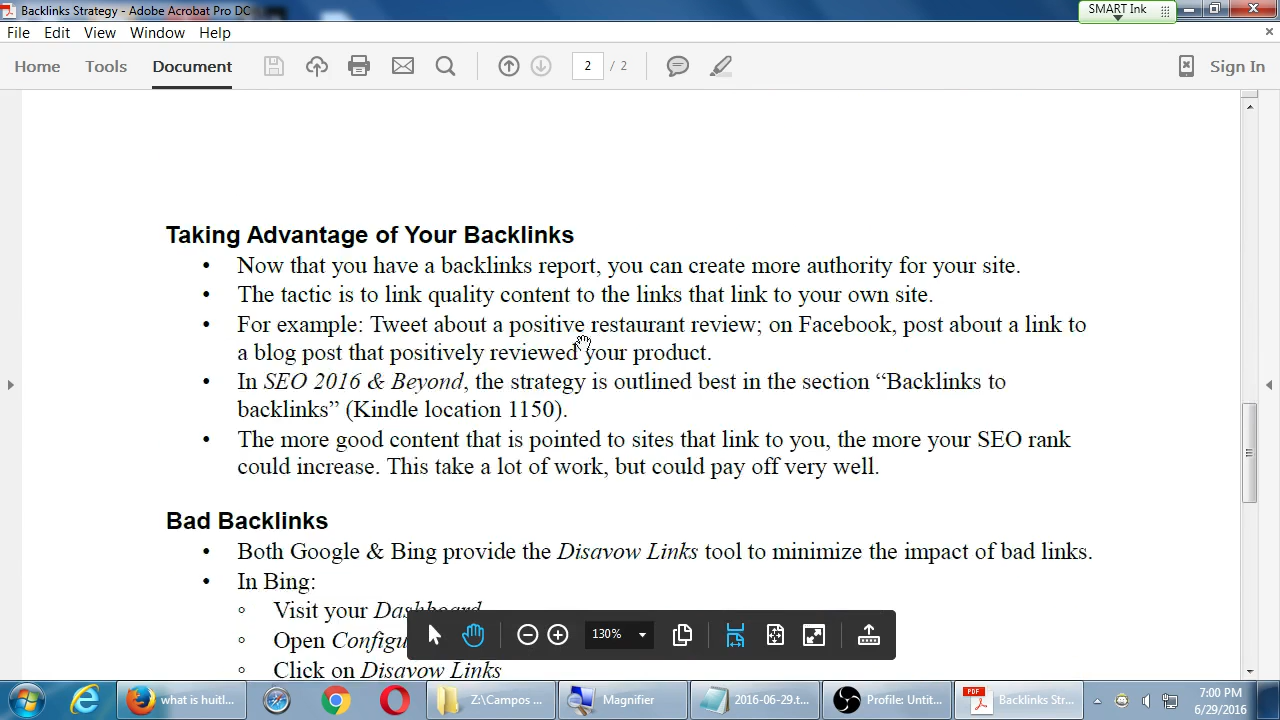 Backlinks Strategy - Adobe Acrobat Pro DC
SMART Ink
File Edit View Window Help
Home Tools Document
2 / 2
Sign In
Taking Advantage of Your Backlinks
• Now that you have a backlinks report, you can create more authority for your site.
• The tactic is to link quality content to the links that link to your own site.
• For example: Tweet about a positive restaurant review; on Facebook, post about a link to
a blog post that positively reviewed your product.
• In SEO 2016 & Beyond, the strategy is outlined best in the section “Backlinks to
backlinks” (Kindle location 1150).
• The more good content that is pointed to sites that link to you, the more your SEO rank
could increase. This take a lot of work, but could pay off very well.
Bad Backlinks
• Both Google & Bing provide the Disavow Links tool to minimize the impact of bad links.
• In Bing:
◦ Visit your Dashboard
◦ Open Configu
130%
◦ Click on Disavow Links
what is huitl...
Z:\Campos ...
Magnifier
2016-06-29.t...
Profile: Untit...
PDF
Backlinks Str...
7:00 PM
6/29/2016